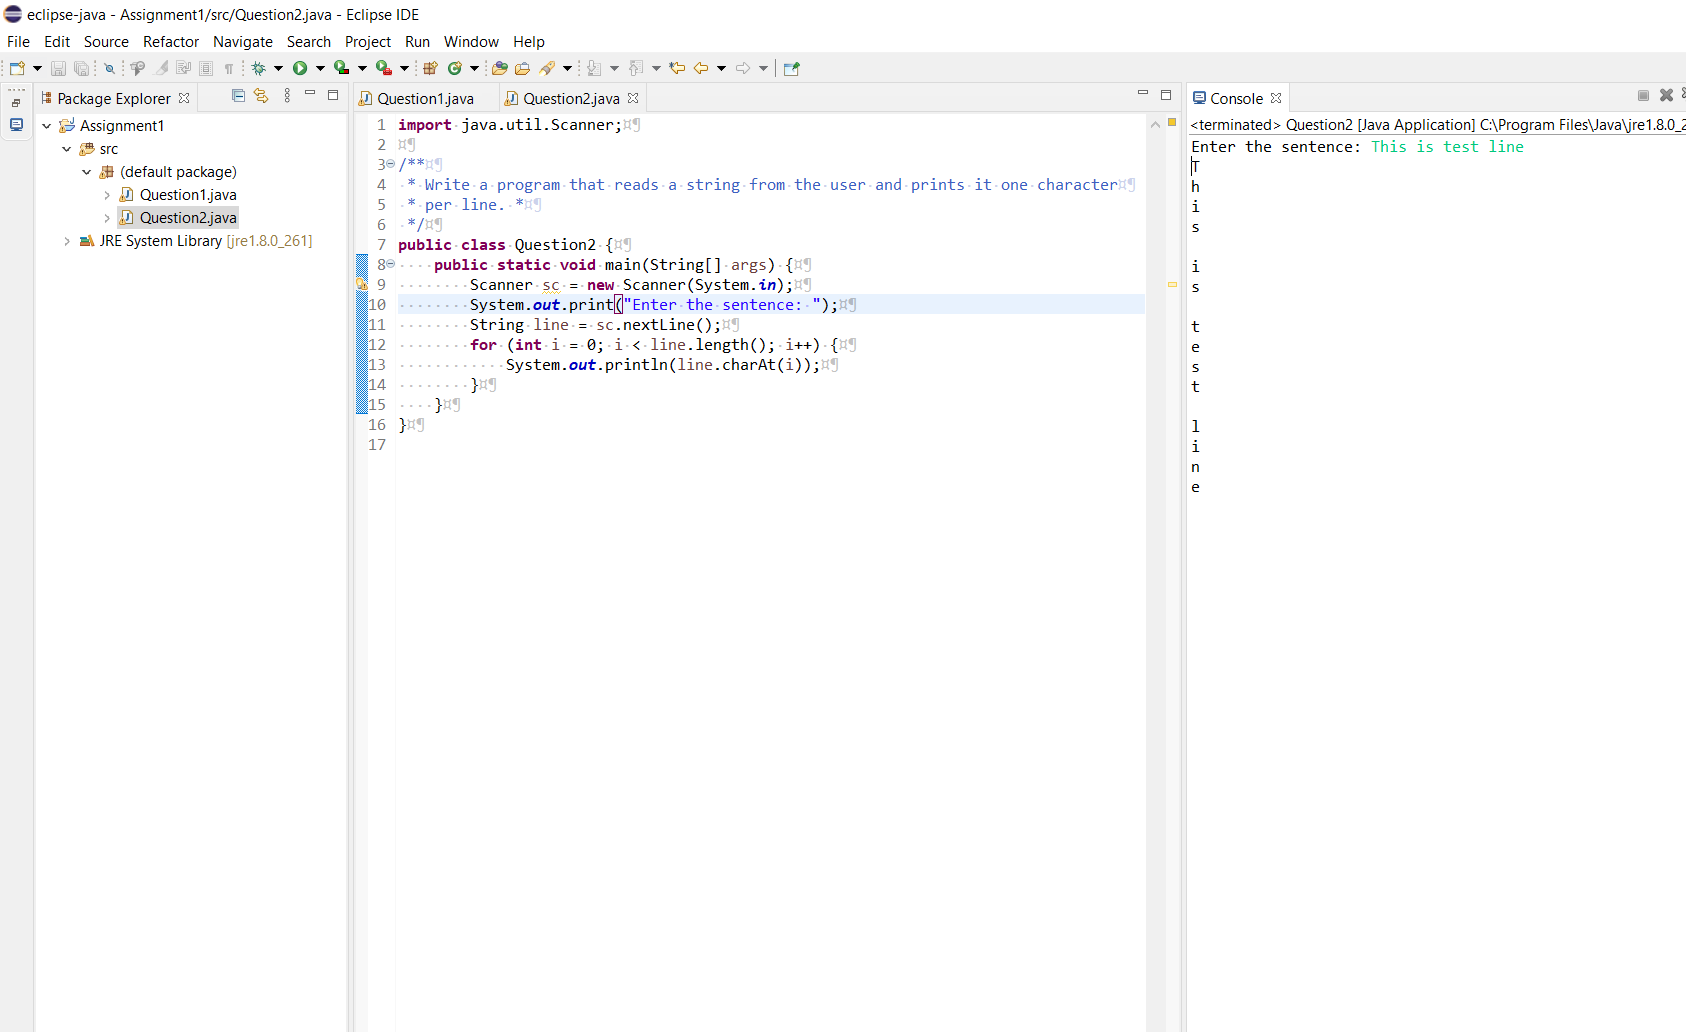 eclipse-java - Assignment1/src/Question2.java - Eclipse IDE
File Edit Source Refactor Navigate Search Project Run Window Help
Package Explorer
Assignment1
src
(default package)
Question1.java
Question2.java
JRE System Library [jre1.8.0_261]
Question1.java Question2.java
1 import java.util.Scanner;
2
3 /**
4  * Write a program that reads a string from the user and prints it one character
5  * per line. *
6  */
7 public class Question2 {
8     public static void main(String[] args) {
9         Scanner sc = new Scanner(System.in);
10         System.out.print("Enter the sentence: ");
11         String line = sc.nextLine();
12         for (int i = 0; i < line.length(); i++) {
13             System.out.println(line.charAt(i));
14         }
15     }
16 }
17
Console
<terminated> Question2 [Java Application] C:\Program Files\Java\jre1.8.0_2
Enter the sentence: This is test line
T
h
i
s

i
s

t
e
s
t

l
i
n
e